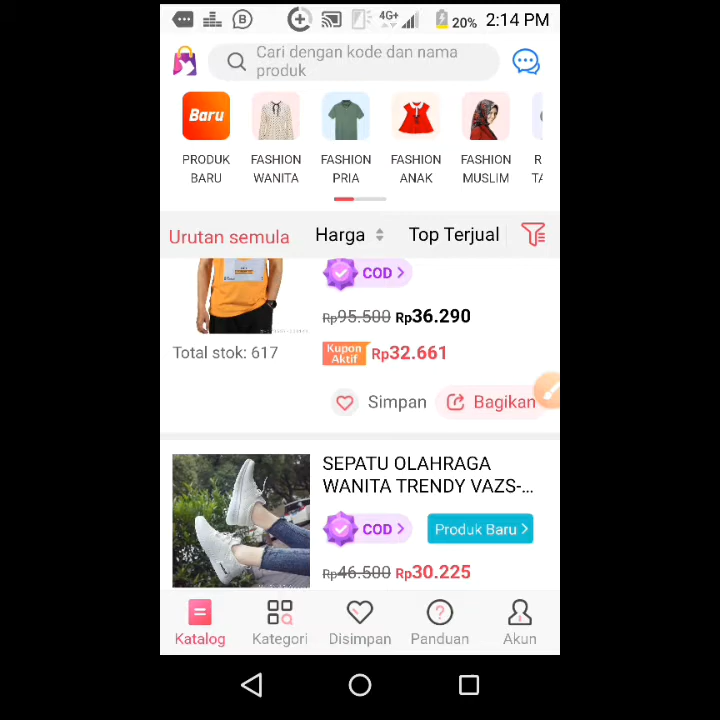 B 4G+ 20% 2:14 PM
Cari dengan kode dan nama
produk
Baru
PRODUK BARU
FASHION WANITA
FASHION PRIA
FASHION ANAK
FASHION MUSLIM
R
TA
Urutan semula Harga Top Terjual
COD >
Rp95.500 Rp36.290
Total stok: 617
Kupon Aktif Rp32.661
Simpan Bagikan
SEPATU OLAHRAGA
WANITA TRENDY VAZS-...
COD > Produk Baru >
Rp46.500 Rp30.225
Katalog Kategori Disimpan Panduan Akun